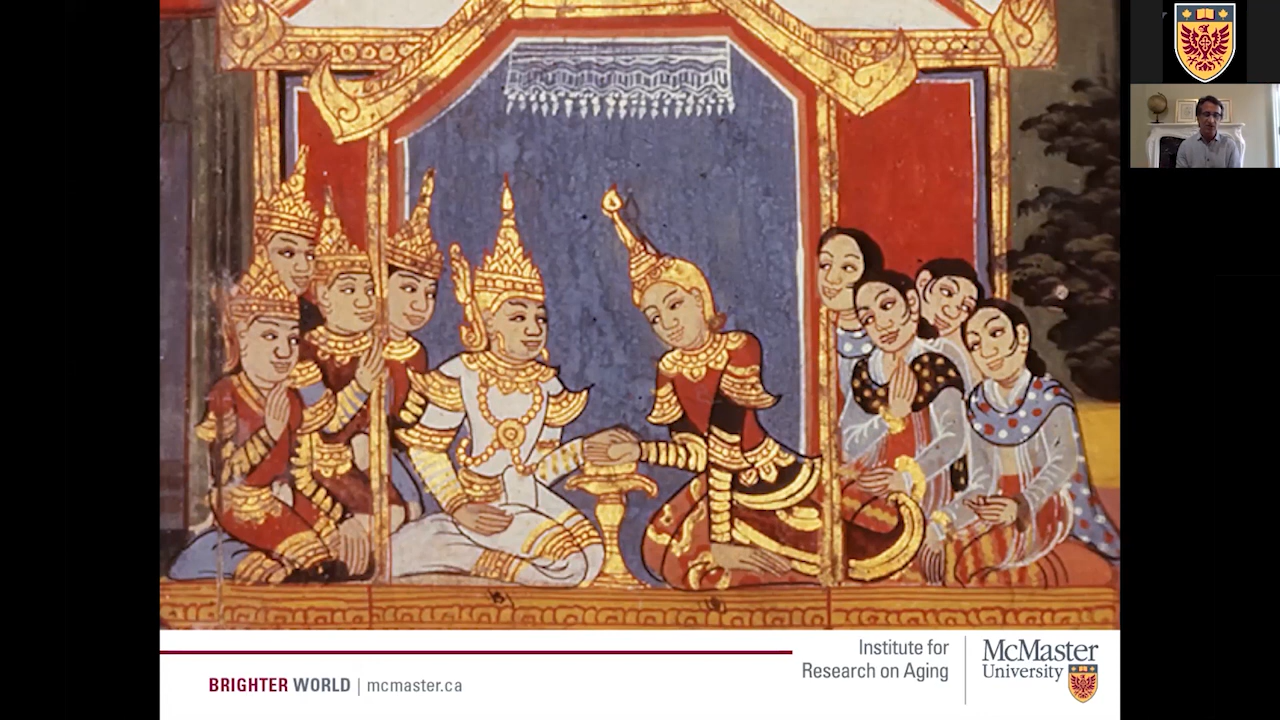 Institute for
Research on Aging
McMaster
University
BRIGHTER WORLD | mcmaster.ca